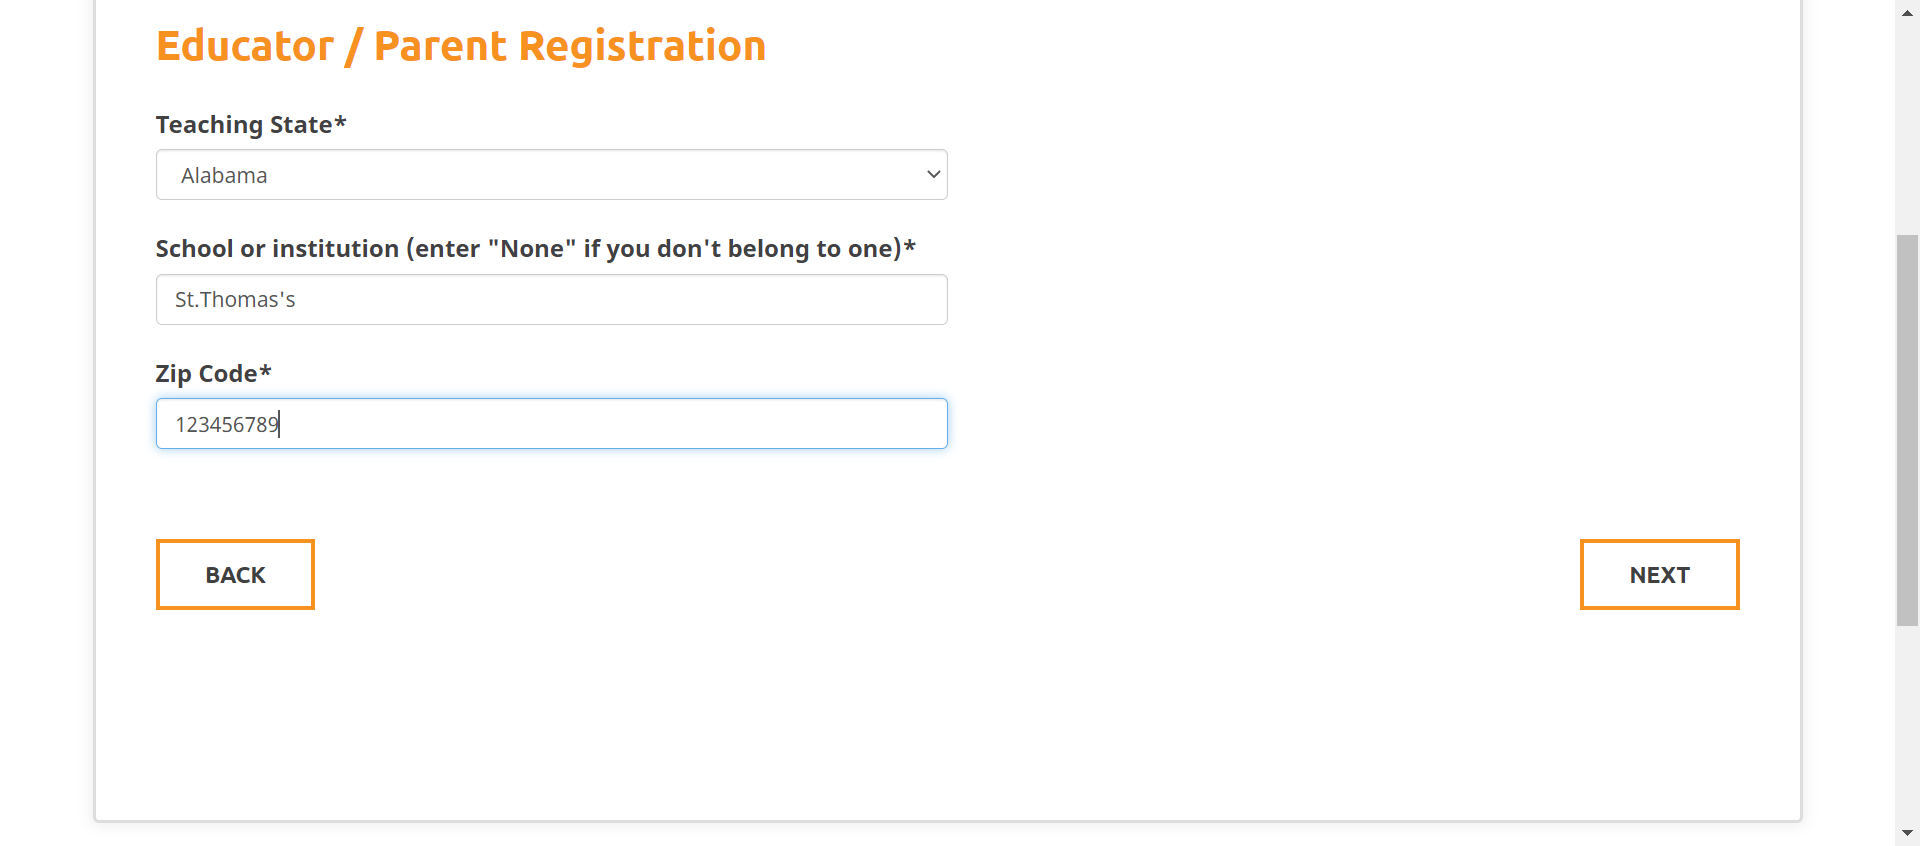 Educator / Parent Registration
Teaching State*
Alabama
School or institution (enter "None" if you don't belong to one)*
St.Thomas's
Zip Code*
123456789
BACK
NEXT